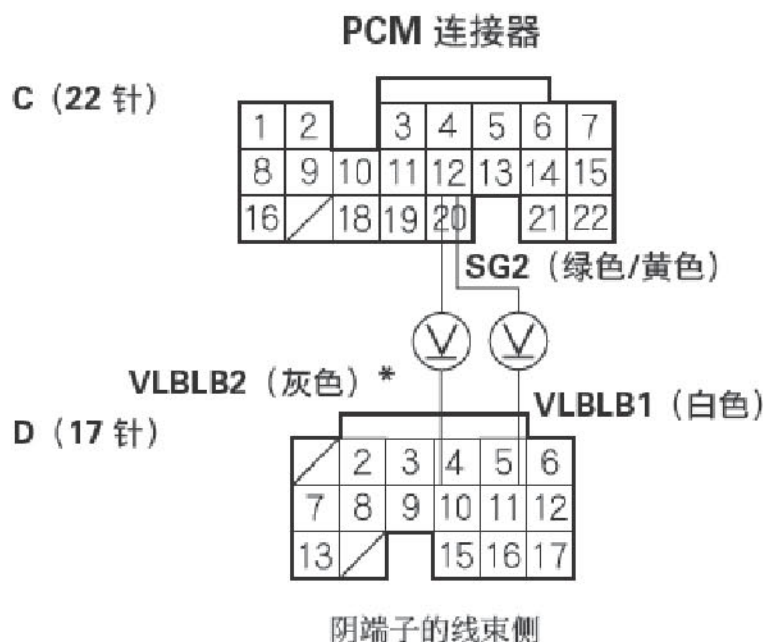 PCM 连接器
C（22 针）
1 2 3 4 5 6 7
8 9 10 11 12 13 14 15
16 18 19 20 21 22
SG2（绿色/黄色）
V V
VLBLB2（灰色）*
VLBLB1（白色）
D（17 针）
2 3 4 5 6
7 8 9 10 11 12
13 15 16 17
阴端子的线束侧